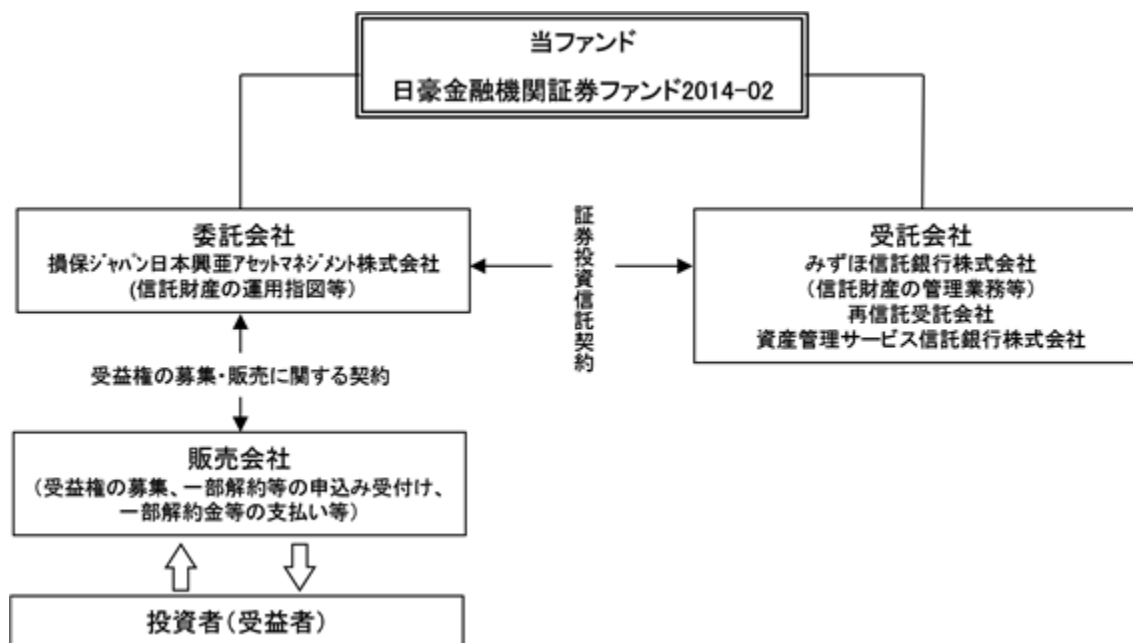 当ファンド
日豪金融機関証券ファンド2014-02
委託会社
損保ｼﾞｬﾊﾟﾝ日本興亜ｱｾｯﾄﾏﾈｼﾞﾒﾝﾄ株式会社
(信託財産の運用指図等)
証券投資信託契約
受託会社
みずほ信託銀行株式会社
(信託財産の管理業務等)
再信託受託会社
資産管理サービス信託銀行株式会社
受益権の募集・販売に関する契約
販売会社
(受益権の募集、一部解約等の申込み受付け、
一部解約金等の支払い等)
投資者(受益者)